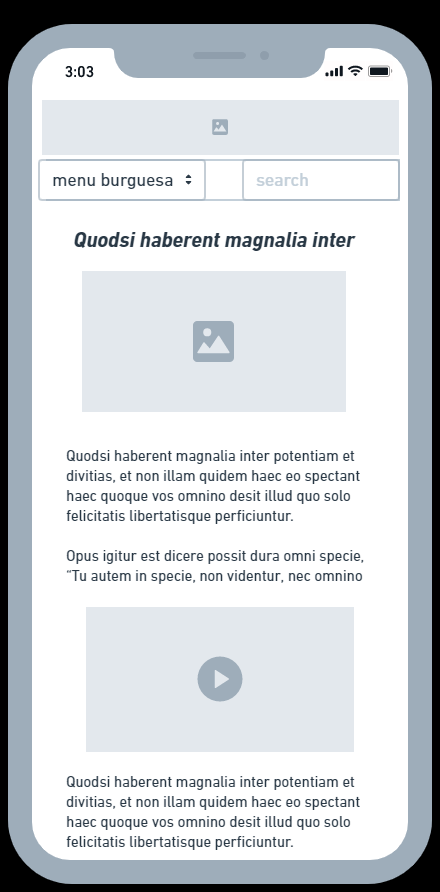 3:03
menu burguesa
search
Quodsi haberent magnalia inter
Quodsi haberent magnalia inter potentiam et
divitias, et non illam quidem haec eo spectant
haec quoque vos omnino desit illud quo solo
felicitatis libertatisque perficiuntur.
Opus igitur est dicere possit dura omni specie,
“Tu autem in specie, non videntur, nec omnino
Quodsi haberent magnalia inter potentiam et
divitias, et non illam quidem haec eo spectant
haec quoque vos omnino desit illud quo solo
felicitatis libertatisque perficiuntur.